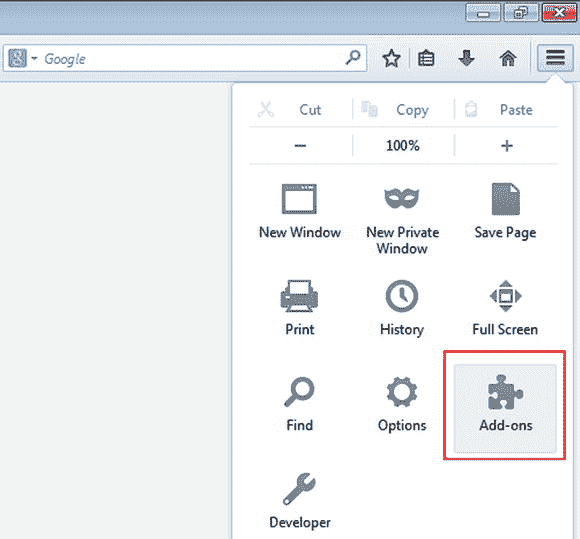 Google
Cut Copy Paste
100%
New Window New Private Save Page
Window
Print History Full Screen
Find Options Add-ons
Developer